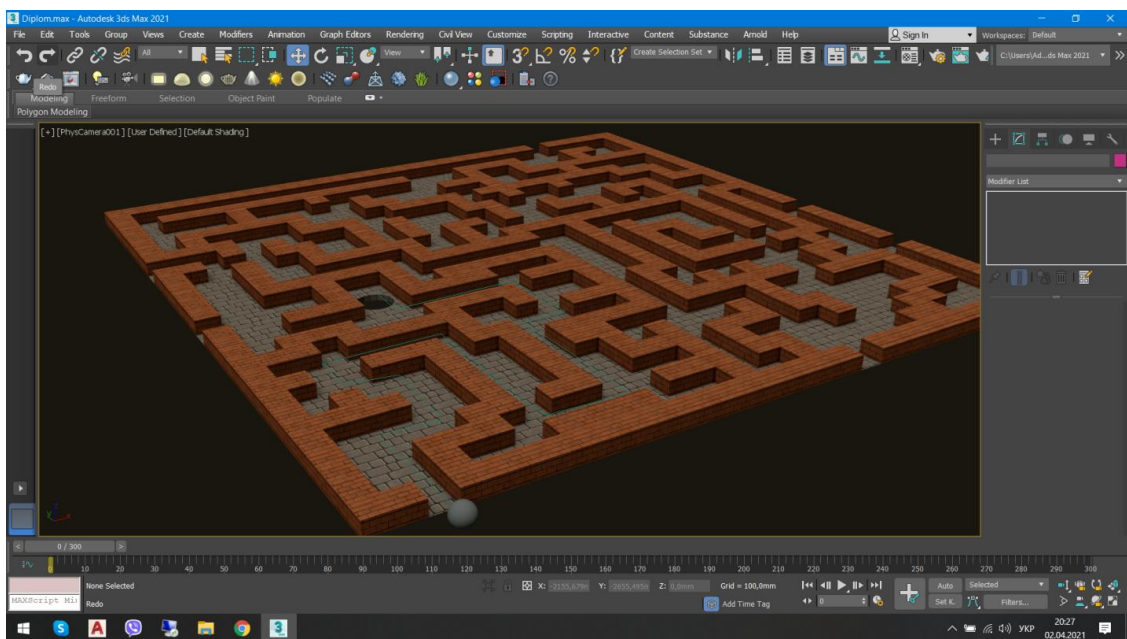 Diplom.max - Autodesk 3ds Max 2021
File Edit Tools Group Views Create Modifiers Animation Graph Editors Rendering Civil View Customize Scripting Interactive Content Substance Arnold Help Sign In Workspaces: Default
All View Create Selection Set C:\Users\Ad...ds Max 2021
Redo
Modeling Freeform Selection Object Paint Populate
Polygon Modeling
[+] [PhysCamera001] [User Defined] [Default Shading]
Modifier List
0 / 300
0 10 20 30 40 50 60 70 80 90 100 110 120 130 140 150 160 170 180 190 200 210 220 230 240 250 260 270 280 290 300
None Selected X: Y: Z: 0,0mm Grid = 100,0mm Auto Selected
MAXScript Mi: Redo Add Time Tag 0 Set K. Filters...
УКР 20:27
02.04.2021